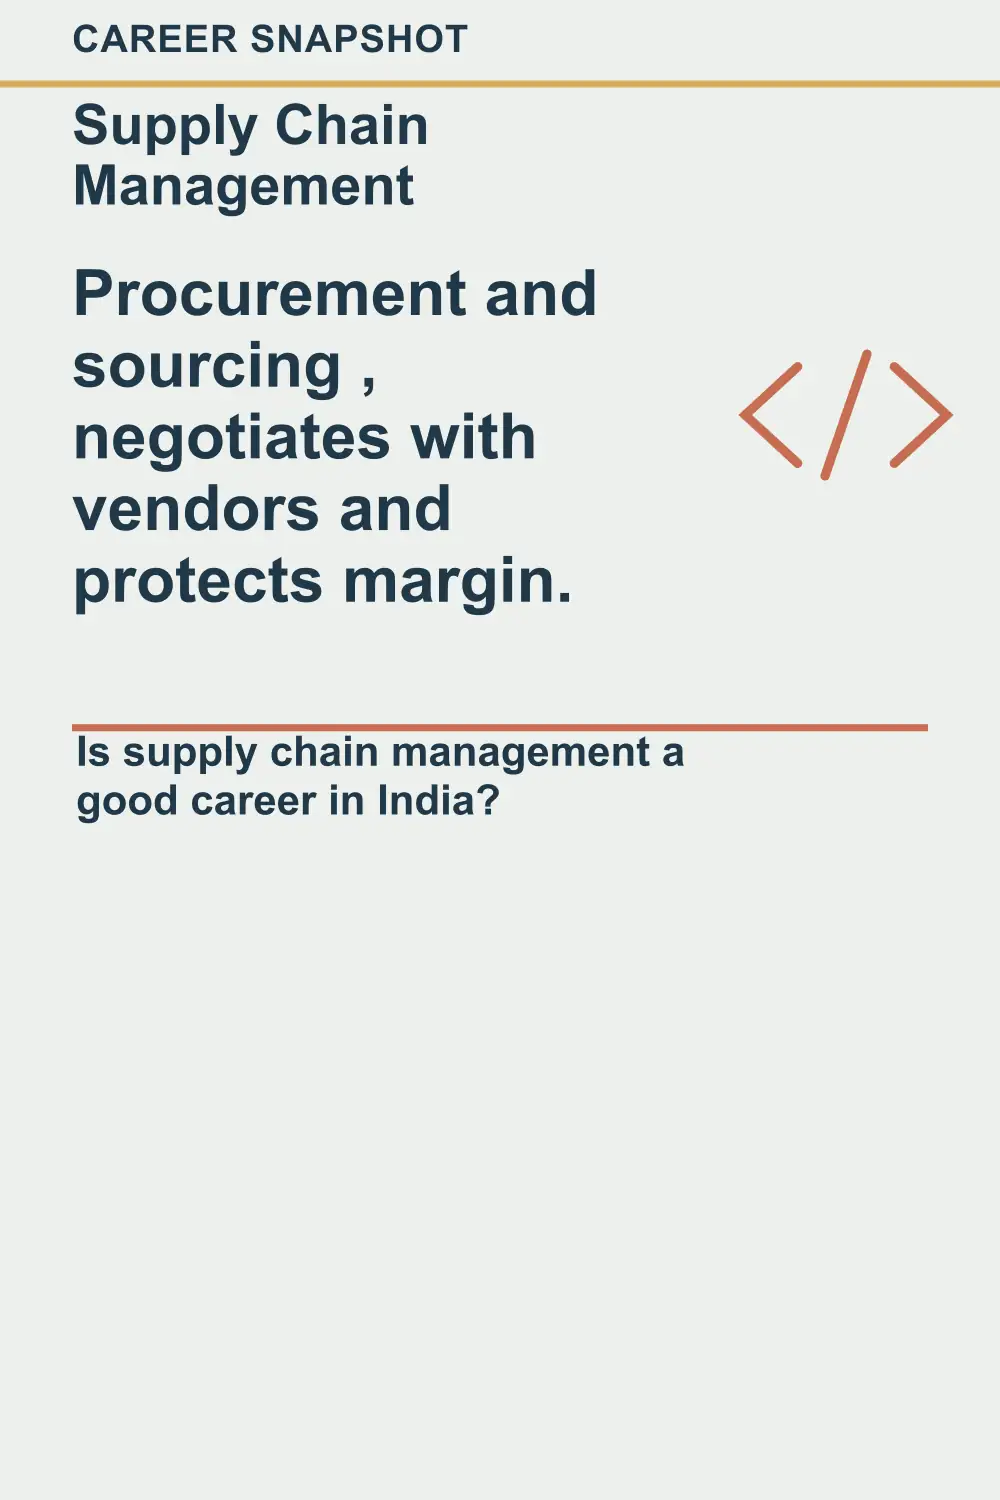 CAREER SNAPSHOT
Supply Chain
Management
Procurement and
sourcing ,
negotiates with
vendors and
protects margin.
</>
Is supply chain management a
good career in India?